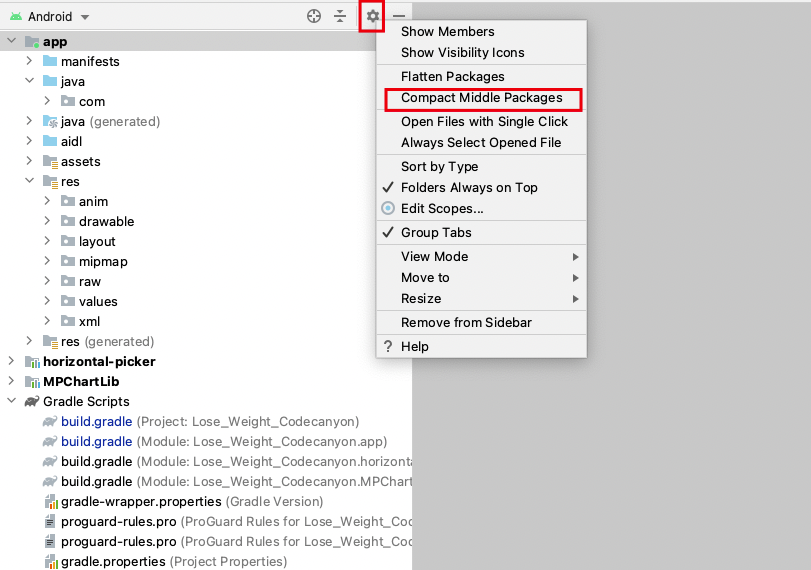 Android
app
manifests
java
com
java (generated)
aidl
assets
res
anim
drawable
layout
mipmap
raw
values
xml
res (generated)
horizontal-picker
MPChartLib
Gradle Scripts
build.gradle (Project: Lose_Weight_Codecanyon)
build.gradle (Module: Lose_Weight_Codecanyon.app)
build.gradle (Module: Lose_Weight_Codecanyon.horizonta
build.gradle (Module: Lose_Weight_Codecanyon.MPChart
gradle-wrapper.properties (Gradle Version)
proguard-rules.pro (ProGuard Rules for Lose_Weight_Codec
proguard-rules.pro (ProGuard Rules for Lose_Weight_Codec
gradle.properties (Project Properties)
Show Members
Show Visibility Icons
Flatten Packages
Compact Middle Packages
Open Files with Single Click
Always Select Opened File
Sort by Type
Folders Always on Top
Edit Scopes...
Group Tabs
View Mode
Move to
Resize
Remove from Sidebar
? Help